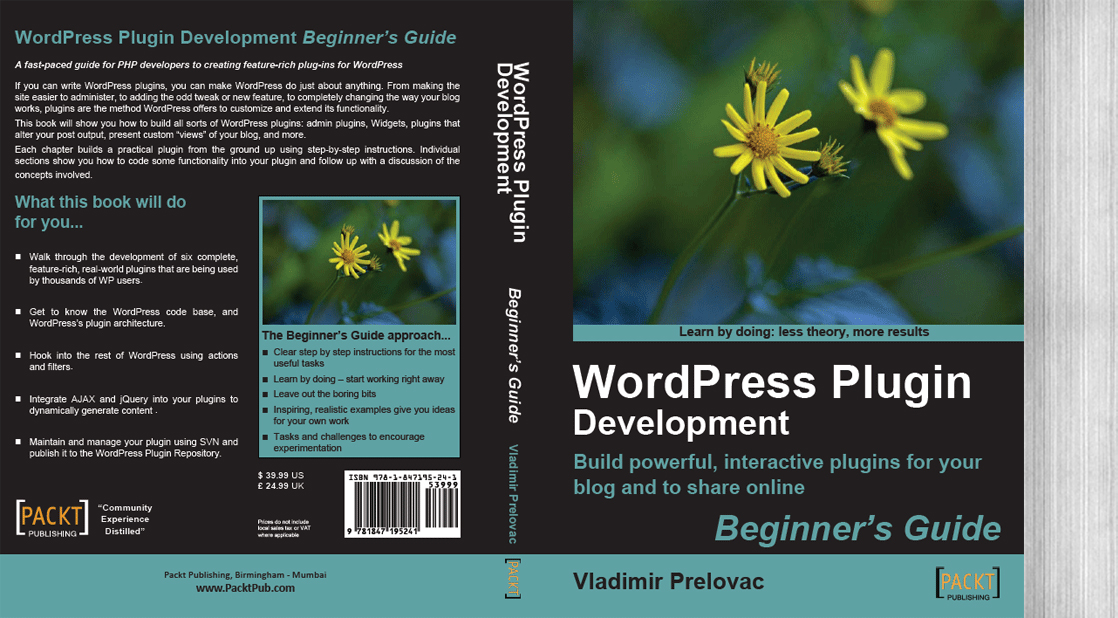 WordPress Plugin Development Beginner's Guide
A fast-paced guide for PHP developers to creating feature-rich plug-ins for WordPress
If you can write WordPress plugins, you can make WordPress do just about anything. From making the
site easier to administer, to adding the odd tweak or new feature, to completely changing the way your blog
works, plugins are the method WordPress offers to customize and extend its functionality.
This book will show you how to build all sorts of WordPress plugins: admin plugins, Widgets, plugins that
alter your post output, present custom “views” of your blog, and more.
Each chapter builds a practical plugin from the ground up using step-by-step instructions. Individual
sections show you how to code some functionality into your plugin and follow up with a discussion of the
concepts involved.
What this book will do
for you...
Walk through the development of six complete,
feature-rich, real-world plugins that are being used
by thousands of WP users.
Get to know the WordPress code base, and
WordPress's plugin architecture.
Hook into the rest of WordPress using actions
and filters.
Integrate AJAX and jQuery into your plugins to
dynamically generate content .
Maintain and manage your plugin using SVN and
publish it to the WordPress Plugin Repository.
The Beginner's Guide approach...
Clear step by step instructions for the most
useful tasks
Learn by doing – start working right away
Leave out the boring bits
Inspiring, realistic examples give you ideas
for your own work
Tasks and challenges to encourage
experimentation
$ 39.99 US
£ 24.99 UK
Prices do not include
local sales tax or VAT
where applicable
ISBN 978-1-847195-24-1
53999
9 781847 195241
[PACKT]
PUBLISHING
“Community
Experience
Distilled”
Packt Publishing, Birmingham - Mumbai
www.PacktPub.com
WordPress Plugin
Development
Beginner's Guide
Vladimir Prelovac
[PACKT]
PUBLISHING
Learn by doing: less theory, more results
WordPress Plugin
Development
Build powerful, interactive plugins for your
blog and to share online
Beginner's Guide
Vladimir Prelovac
[PACKT]
PUBLISHING